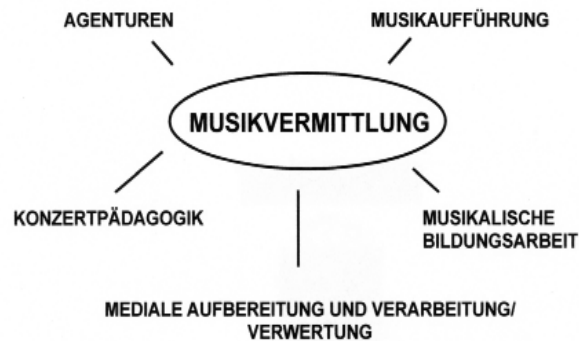 AGENTUREN
MUSIKAUFFÜHRUNG
MUSIKVERMITTLUNG
KONZERTPÄDAGOGIK
MUSIKALISCHE
BILDUNGSARBEIT
MEDIALE AUFBEREITUNG UND VERARBEITUNG/
VERWERTUNG